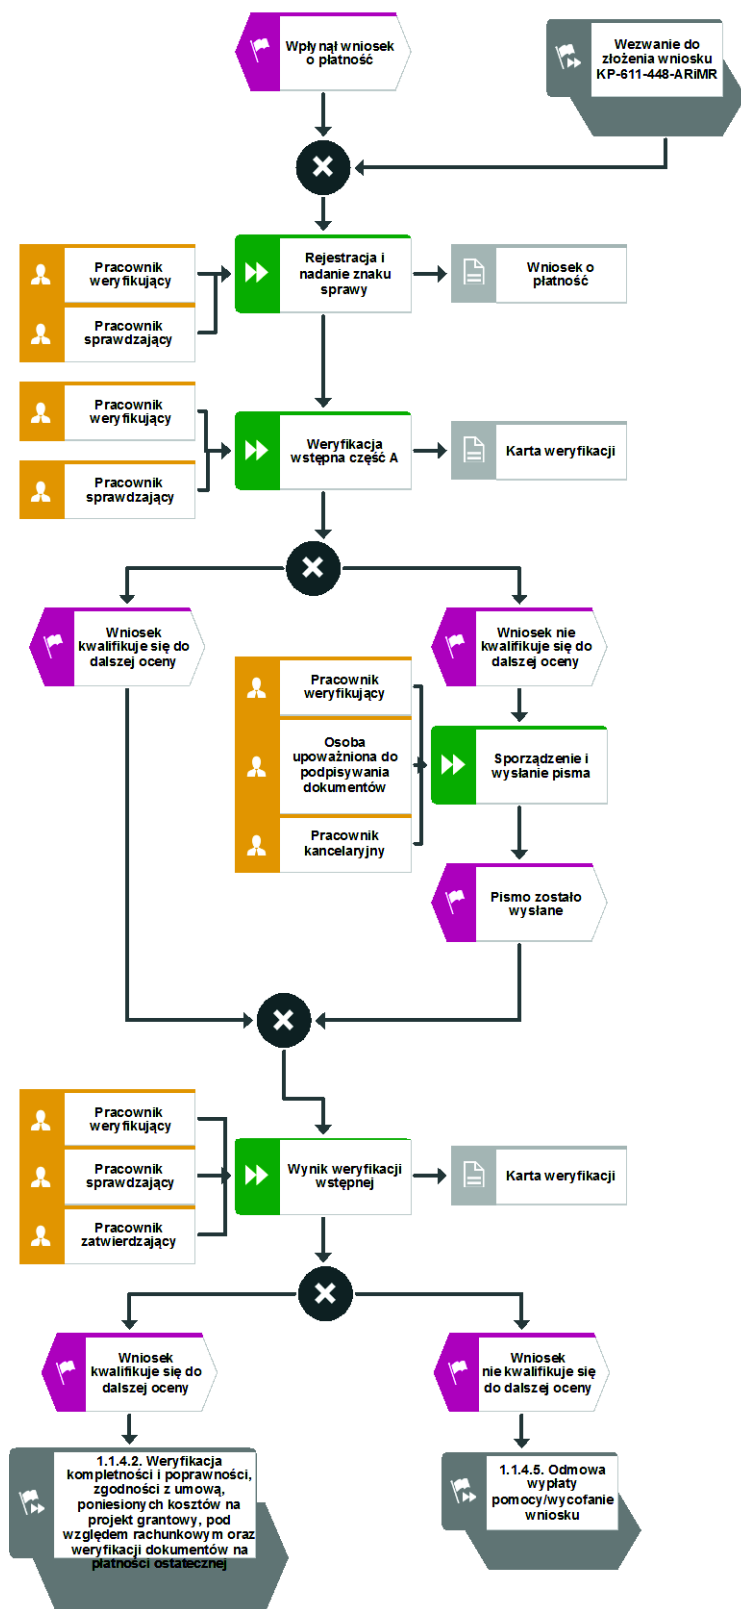 Wpłynął wniosek
o płatność
Wezwanie do
złożenia wniosku
KP-611-448-ARiMR
Pracownik
weryfikujący
Pracownik
sprawdzający
Rejestracja i
nadanie znaku
sprawy
Wniosek o
płatność
Pracownik
weryfikujący
Pracownik
sprawdzający
Weryfikacja
wstępna część A
Karta weryfikacji
Wniosek
kwalifikuje się do
dalszej oceny
Wniosek nie
kwalifikuje się do
dalszej oceny
Pracownik
weryfikujący
Osoba
upoważniona do
podpisywania
dokumentów
Pracownik
kancelaryjny
Sporządzenie i
wysłanie pisma
Pismo zostało
wysłane
Pracownik
weryfikujący
Pracownik
sprawdzający
Pracownik
zatwierdzający
Wynik weryfikacji
wstępnej
Karta weryfikacji
Wniosek
kwalifikuje się do
dalszej oceny
Wniosek
nie kwalifikuje się
do dalszej oceny
1.1.4.2. Weryfikacja
kompletności i poprawności,
zgodności z umową,
poniesionych kosztów na
projekt grantowy, pod
względem rachunkowym oraz
weryfikacji dokumentów na
płatności ostatecznej
1.1.4.5. Odmowa
wypłaty
pomocy/wycofanie
wniosku